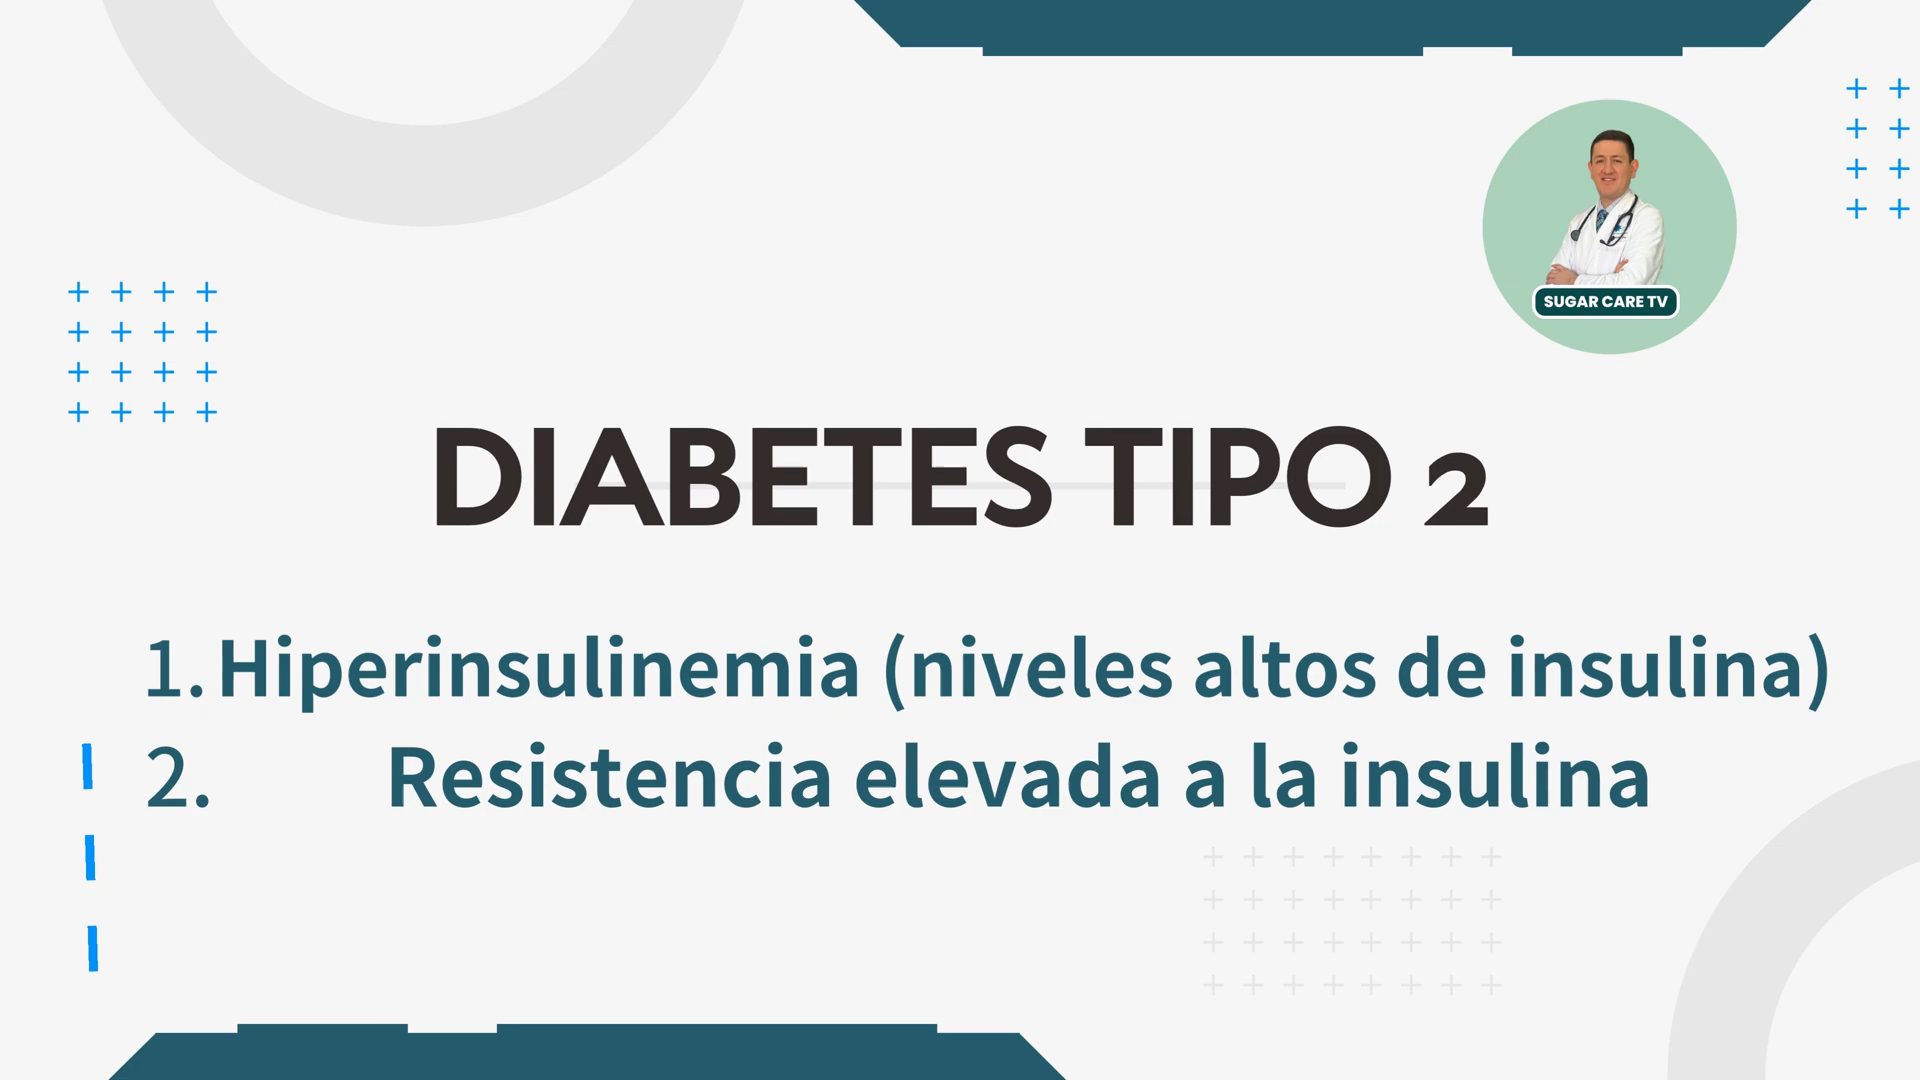 SUGAR CARE TV
DIABETES TIPO 2
1. Hiperinsulinemia (niveles altos de insulina)
2. Resistencia elevada a la insulina